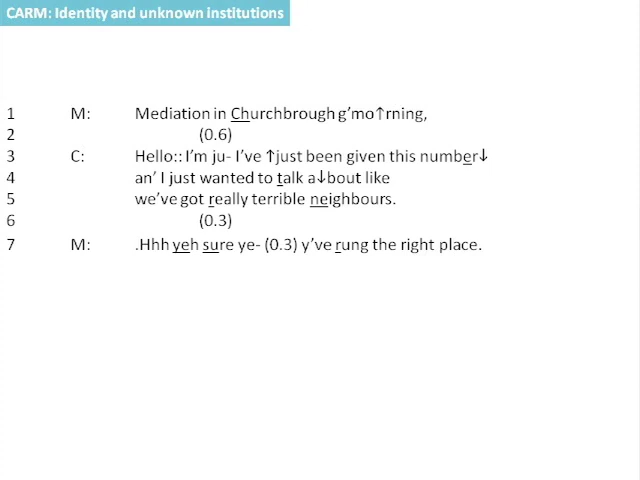 CARM: Identity and unknown institutions
1 M: Mediation in Churchbrough g'mo↑rning,
2 (0.6)
3 C: Hello:: I'm ju- I've ↑just been given this number↓
4 an' I just wanted to talk a↓bout like
5 we've got really terrible neighbours.
6 (0.3)
7 M: .Hhh yeh sure ye- (0.3) y've rung the right place.